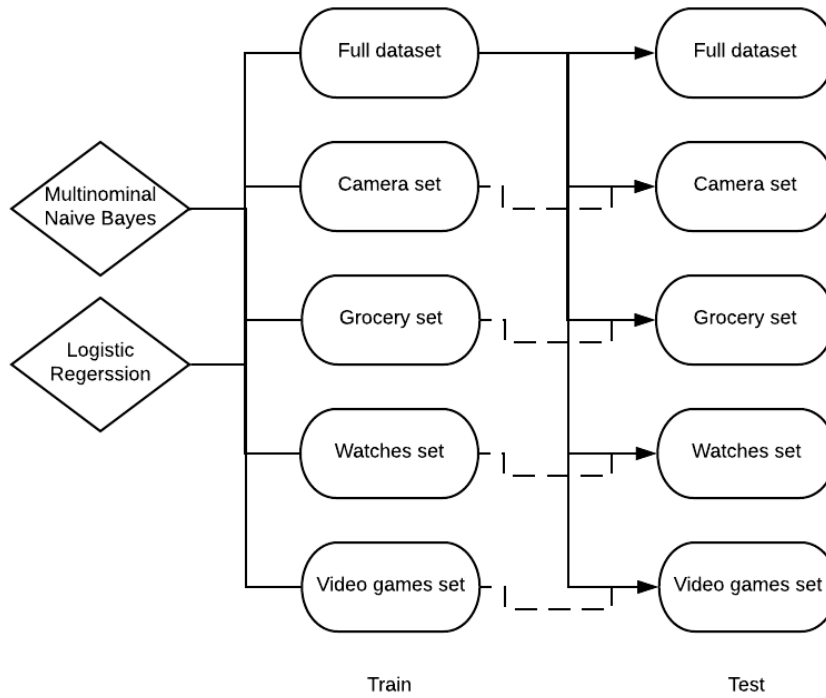 Full dataset
Full dataset
Multinominal
Naive Bayes
Camera set
Camera set
Grocery set
Grocery set
Logistic
Regerssion
Watches set
Watches set
Video games set
Video games set
Train
Test